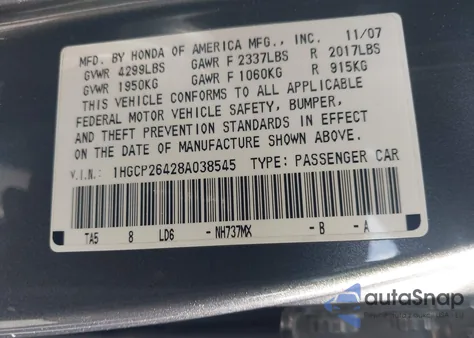 MFD. BY HONDA OF AMERICA MFG., INC. 11/07
GVWR 4299LBS GAWR F 2337LBS R 2017LBS
GVWR 1950KG GAWR F 1060KG R 915KG
THIS VEHICLE CONFORMS TO ALL APPLICABLE
FEDERAL MOTOR VEHICLE SAFETY, BUMPER,
AND THEFT PREVENTION STANDARDS IN EFFECT
ON THE DATE OF MANUFACTURE SHOWN ABOVE.
V.I.N.: 1HGCP26428A038545 TYPE: PASSENGER CAR
TA5 8 LD6 -NH737MX -B -A
autoSnap